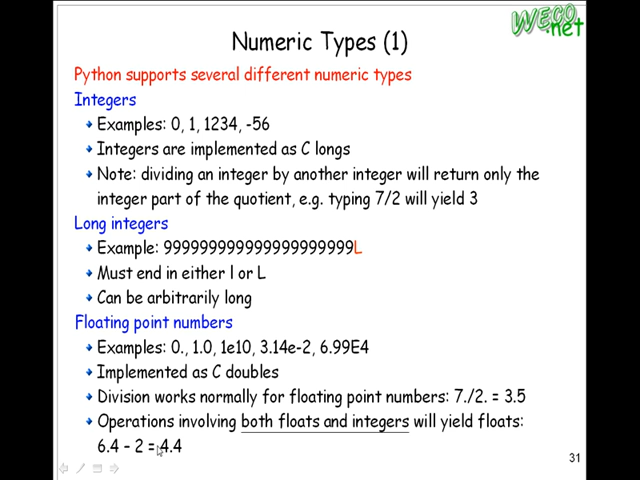 WECO
.net
Numeric Types (1)
Python supports several different numeric types
Integers
Examples: 0, 1, 1234, -56
Integers are implemented as C longs
Note: dividing an integer by another integer will return only the
integer part of the quotient, e.g. typing 7/2 will yield 3
Long integers
Example: 999999999999999999999L
Must end in either l or L
Can be arbitrarily long
Floating point numbers
Examples: 0., 1.0, 1e10, 3.14e-2, 6.99E4
Implemented as C doubles
Division works normally for floating point numbers: 7./2. = 3.5
Operations involving both floats and integers will yield floats:
6.4 – 2 = 4.4
31